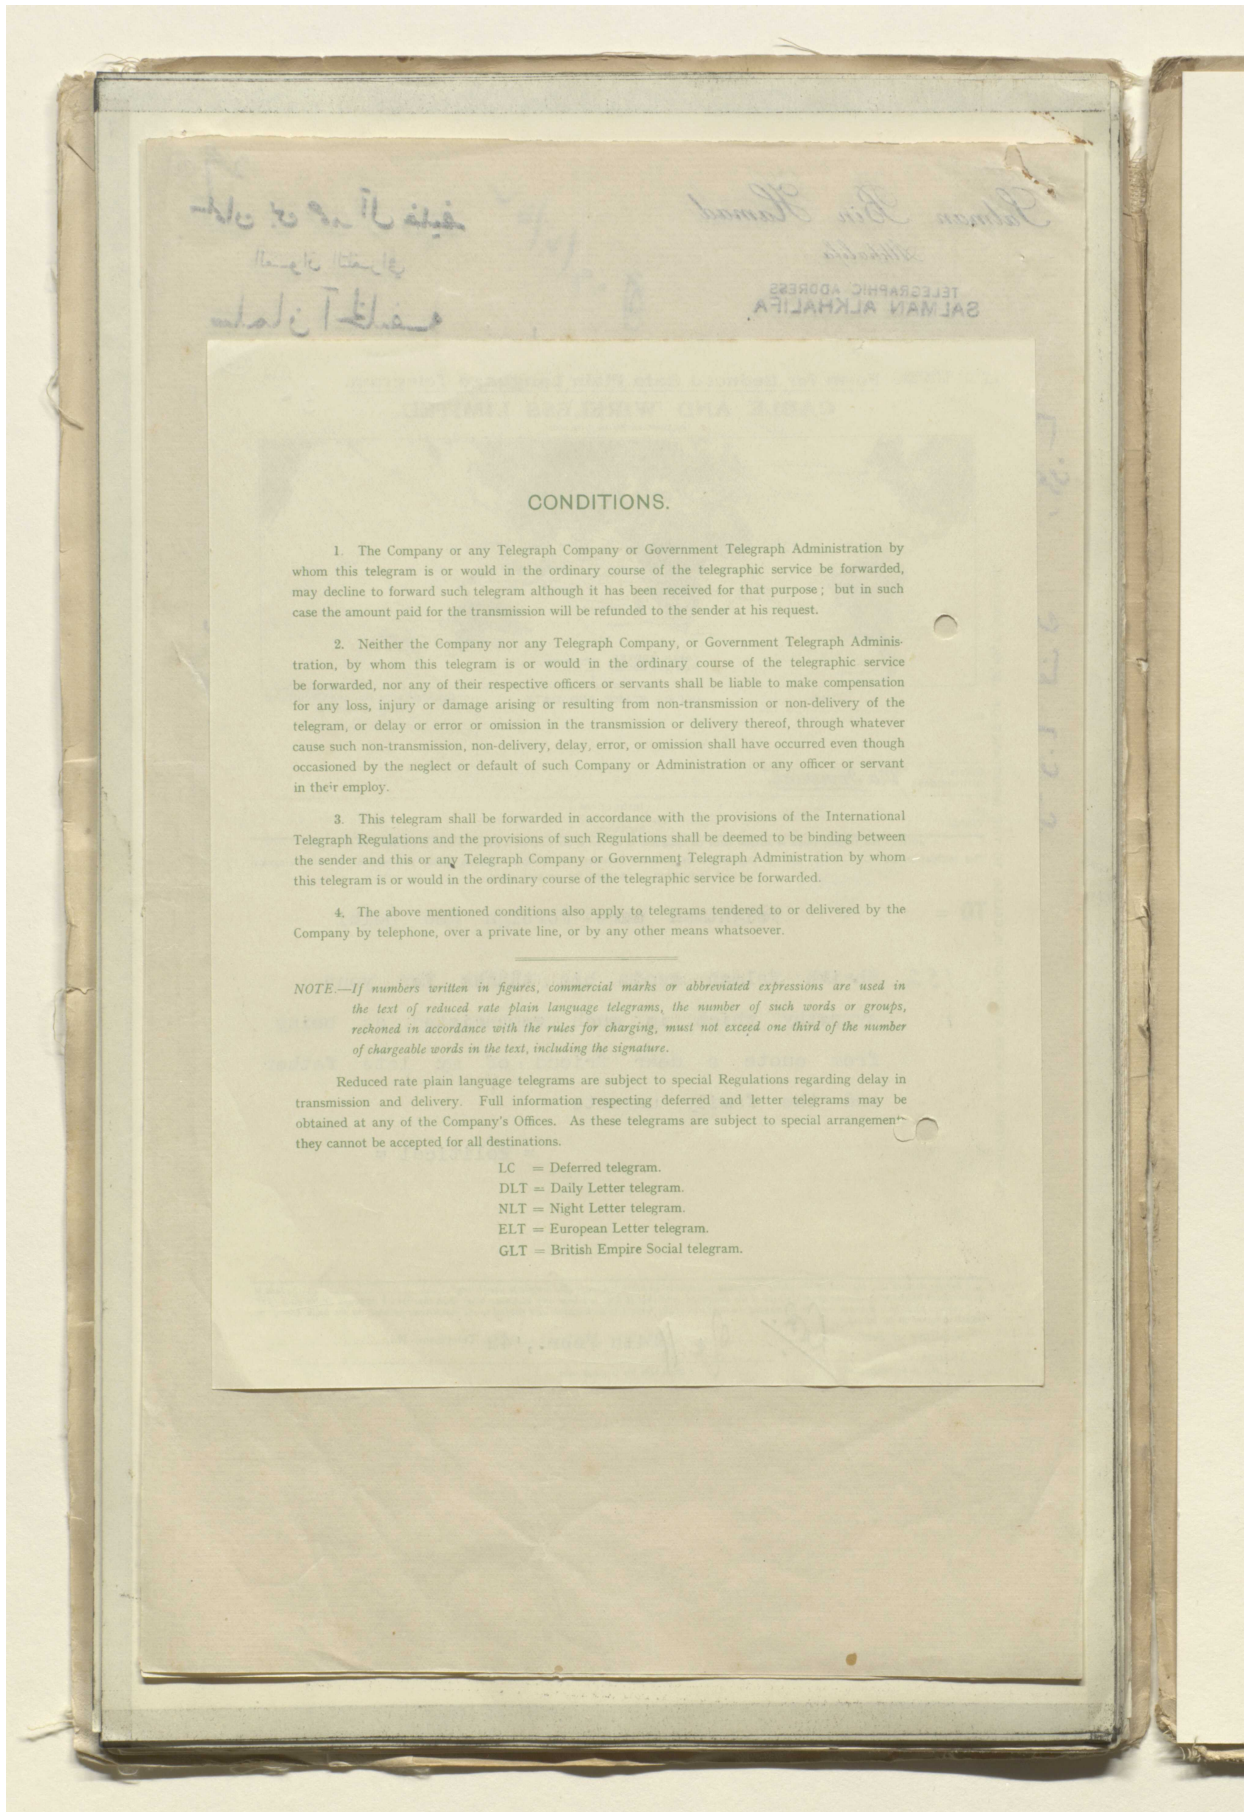 CONDITIONS.
1. The Company or any Telegraph Company or Government Telegraph Administration by
whom this telegram is or would in the ordinary course of the telegraphic service be forwarded,
may decline to forward such telegram although it has been received for that purpose; but in such
case the amount paid for the transmission will be refunded to the sender at his request.
2. Neither the Company nor any Telegraph Company, or Government Telegraph Adminis-
tration, by whom this telegram is or would in the ordinary course of the telegraphic service
be forwarded, nor any of their respective officers or servants shall be liable to make compensation
for any loss, injury or damage arising or resulting from non-transmission or non-delivery of the
telegram, or delay or error or omission in the transmission or delivery thereof, through whatever
cause such non-transmission, non-delivery, delay, error, or omission shall have occurred even though
occasioned by the neglect or default of such Company or Administration or any officer or servant
in their employ.
3. This telegram shall be forwarded in accordance with the provisions of the International
Telegraph Regulations and the provisions of such Regulations shall be deemed to be binding between
the sender and this or any Telegraph Company or Government Telegraph Administration by whom
this telegram is or would in the ordinary course of the telegraphic service be forwarded.
4. The above mentioned conditions also apply to telegrams tendered to or delivered by the
Company by telephone, over a private line, or by any other means whatsoever.
NOTE.—If numbers written in figures, commercial marks or abbreviated expressions are used in
the text of reduced rate plain language telegrams, the number of such words or groups,
reckoned in accordance with the rules for charging, must not exceed one third of the number
of chargeable words in the text, including the signature.
Reduced rate plain language telegrams are subject to special Regulations regarding delay in
transmission and delivery. Full information respecting deferred and letter telegrams may be
obtained at any of the Company's Offices. As these telegrams are subject to special arrangement
they cannot be accepted for all destinations.
LC = Deferred telegram.
DLT = Daily Letter telegram.
NLT = Night Letter telegram.
ELT = European Letter telegram.
GLT = British Empire Social telegram.